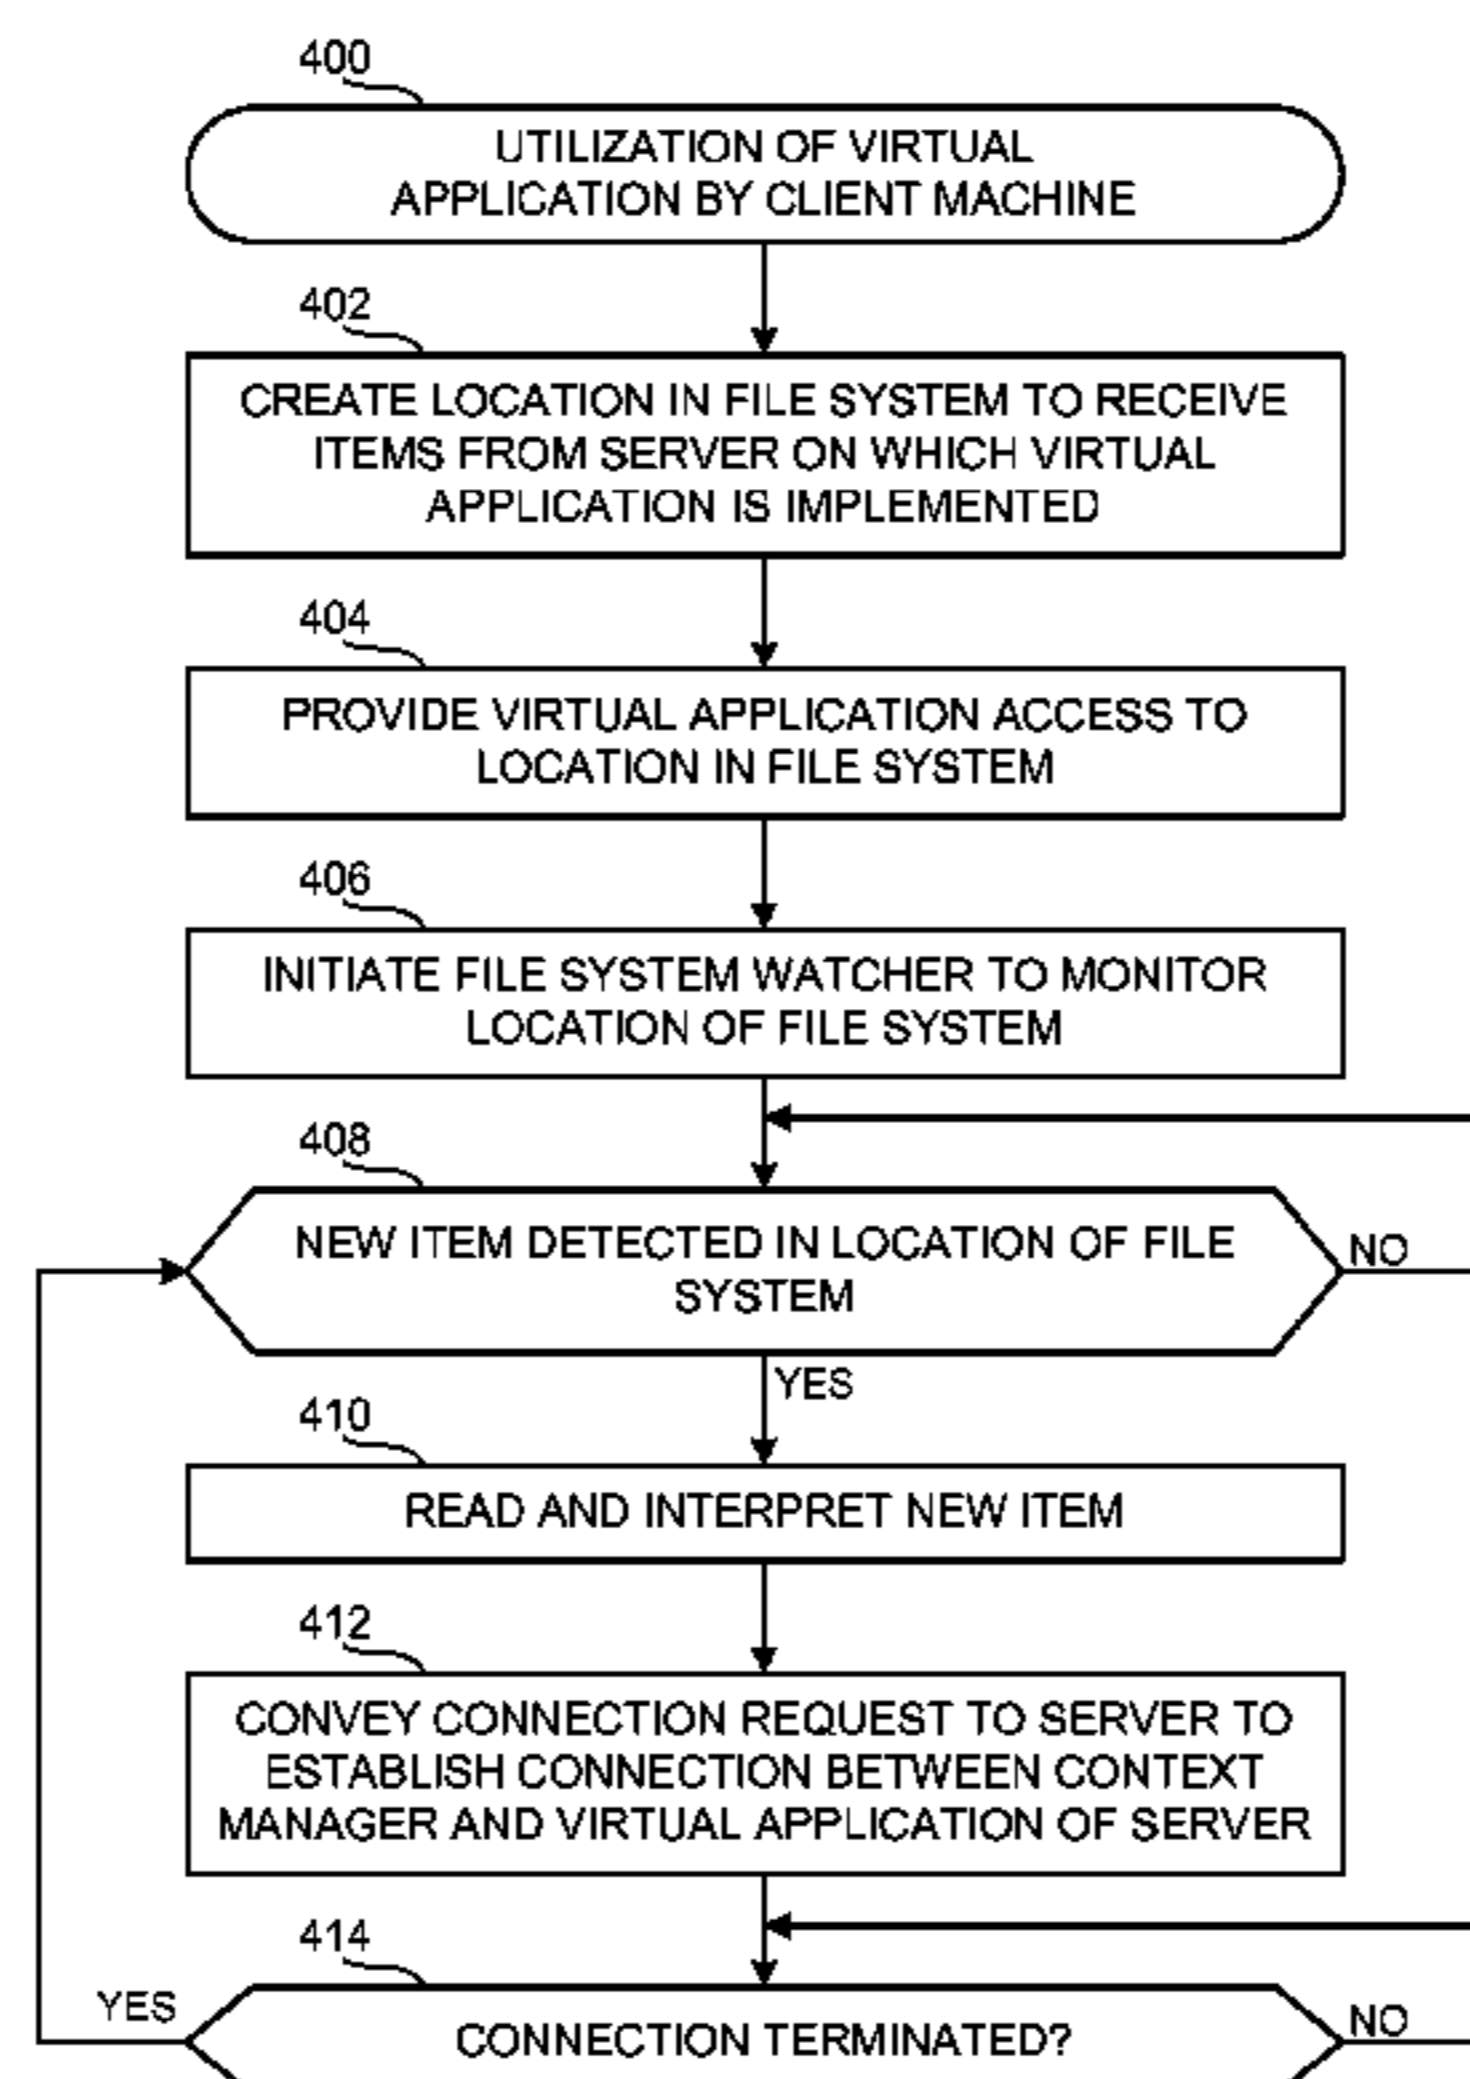 400
UTILIZATION OF VIRTUAL
APPLICATION BY CLIENT MACHINE
402
CREATE LOCATION IN FILE SYSTEM TO RECEIVE
ITEMS FROM SERVER ON WHICH VIRTUAL
APPLICATION IS IMPLEMENTED
404
PROVIDE VIRTUAL APPLICATION ACCESS TO
LOCATION IN FILE SYSTEM
406
INITIATE FILE SYSTEM WATCHER TO MONITOR
LOCATION OF FILE SYSTEM
408
NEW ITEM DETECTED IN LOCATION OF FILE
SYSTEM
NO
YES
410
READ AND INTERPRET NEW ITEM
412
CONVEY CONNECTION REQUEST TO SERVER TO
ESTABLISH CONNECTION BETWEEN CONTEXT
MANAGER AND VIRTUAL APPLICATION OF SERVER
414
YES
CONNECTION TERMINATED?
NO